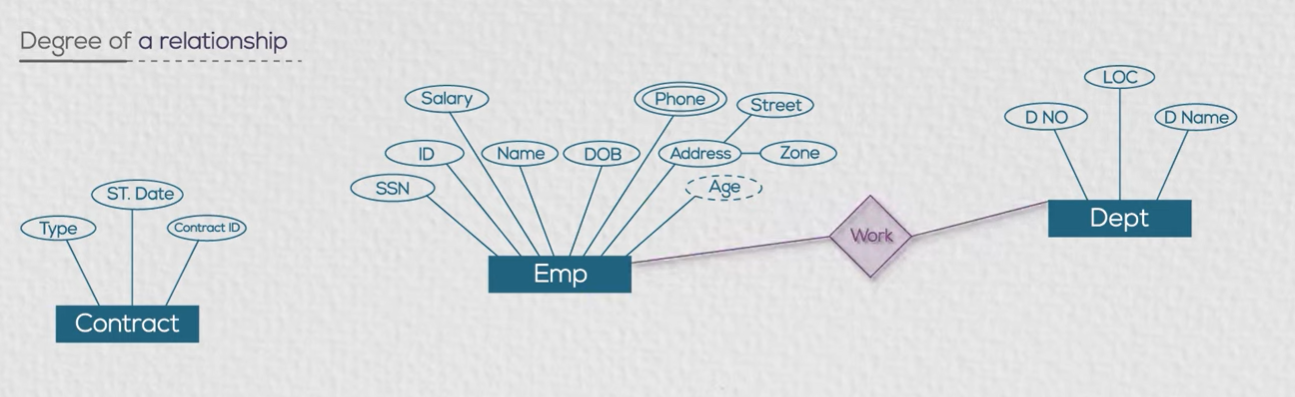 Degree of a relationship
LOC
Salary
Phone
Street
D NO
D Name
ID
Name
DOB
Address
Zone
SSN
Age
ST. Date
Type
Contract ID
Work
Dept
Emp
Contract